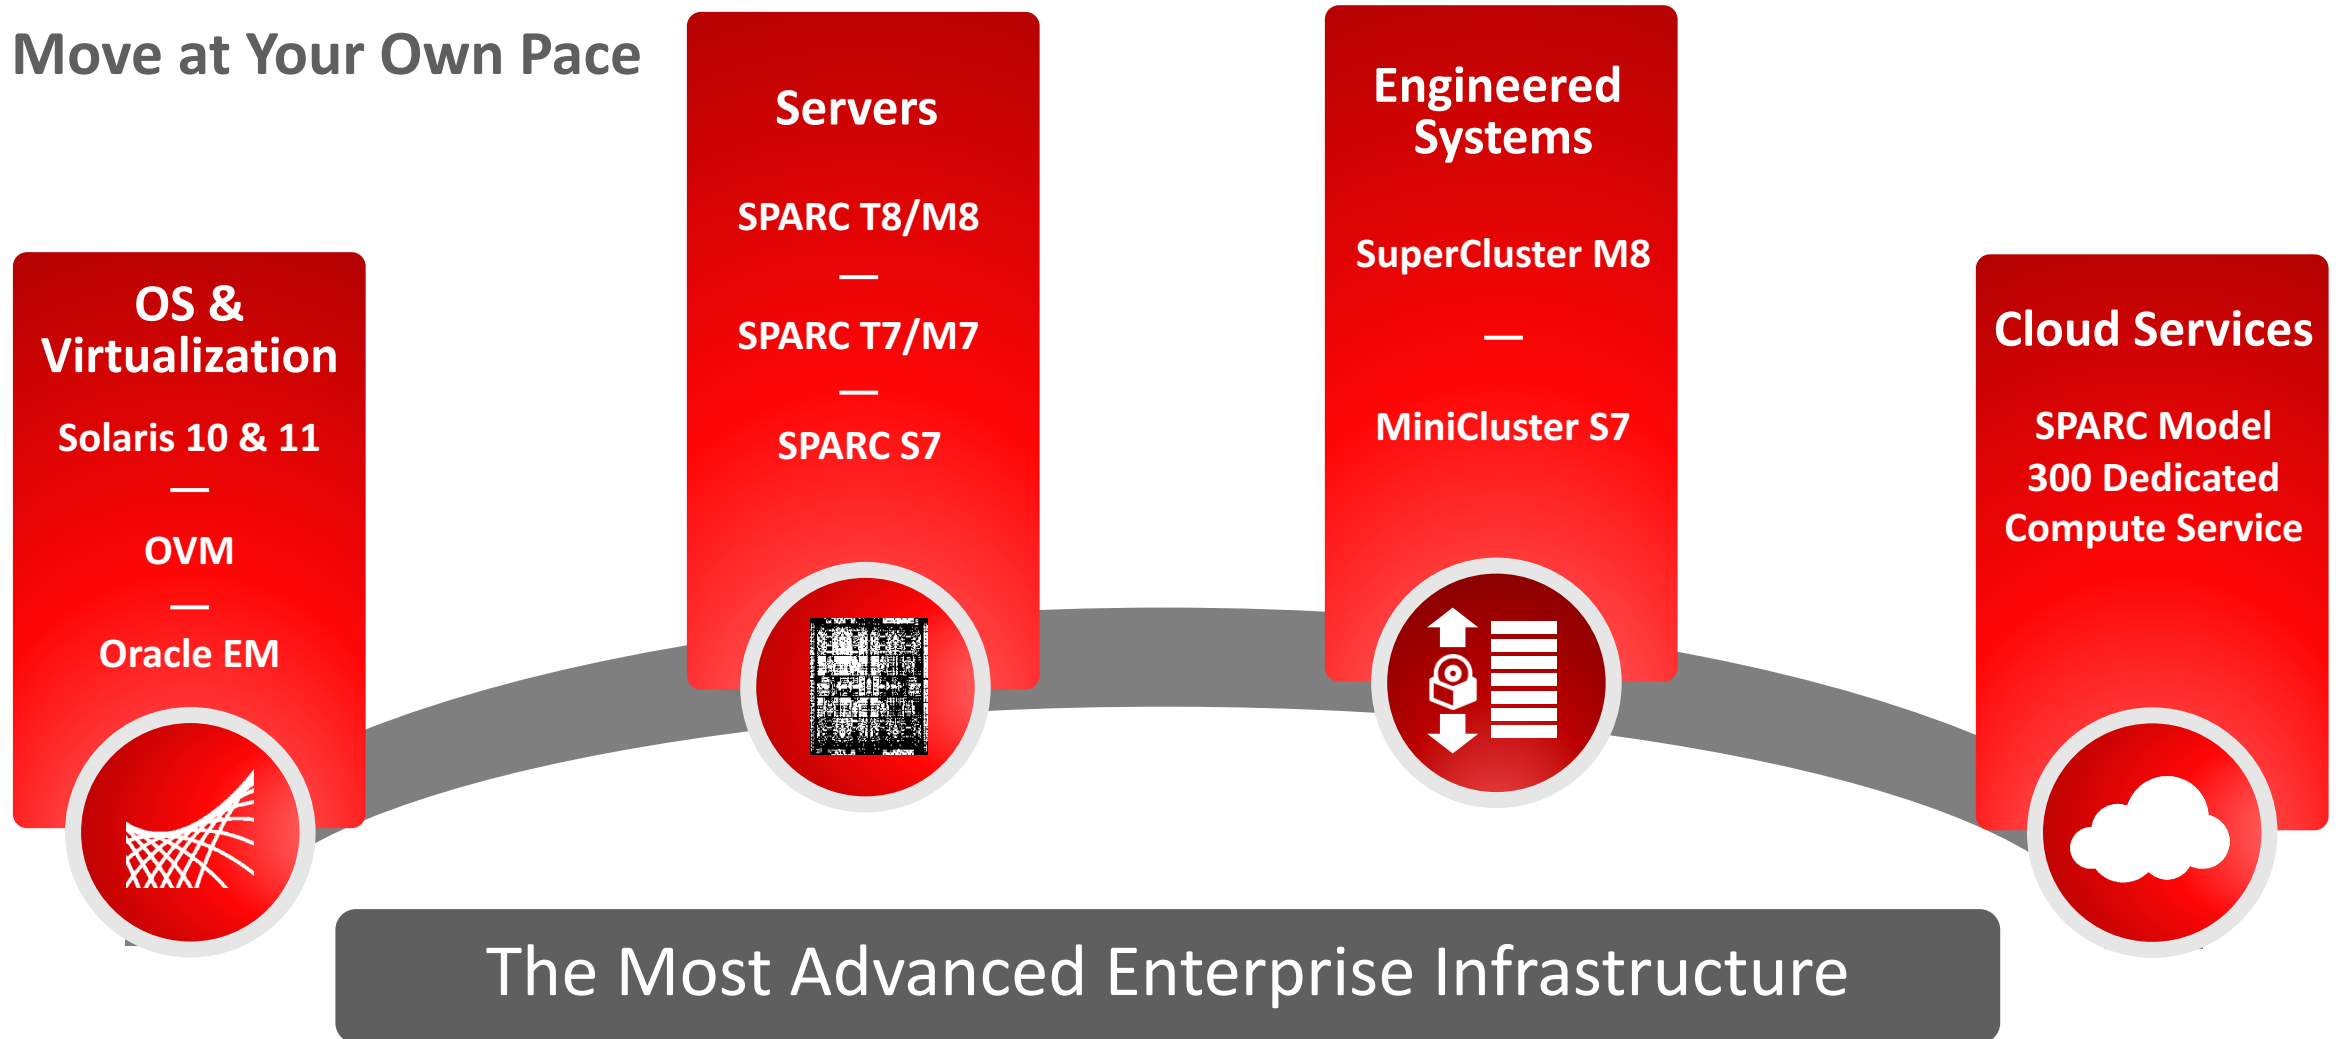 Move at Your Own Pace
OS &
Virtualization
Solaris 10 & 11
—
OVM
—
Oracle EM
Servers
SPARC T8/M8
—
SPARC T7/M7
—
SPARC S7
Engineered
Systems
SuperCluster M8
—
MiniCluster S7
Cloud Services
SPARC Model
300 Dedicated
Compute Service
The Most Advanced Enterprise Infrastructure